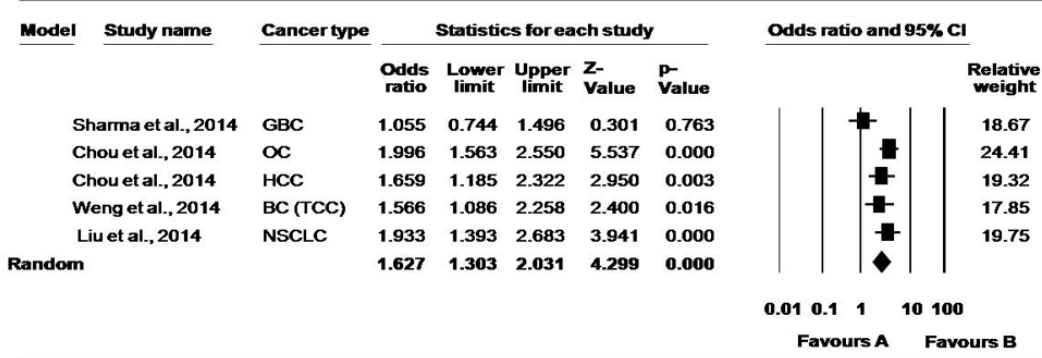 Model Study name Cancer type Statistics for each study Odds ratio and 95% CI
Odds Lower Upper Z- p- Relative
ratio limit limit Value Value weight
Sharma et al., 2014 GBC 1.055 0.744 1.496 0.301 0.763 18.67
Chou et al., 2014 OC 1.996 1.563 2.550 5.537 0.000 24.41
Chou et al., 2014 HCC 1.659 1.185 2.322 2.950 0.003 19.32
Weng et al., 2014 BC (TCC) 1.566 1.086 2.258 2.400 0.016 17.85
Liu et al., 2014 NSCLC 1.933 1.393 2.683 3.941 0.000 19.75
Random 1.627 1.303 2.031 4.299 0.000
0.01 0.1 1 10 100
Favours A Favours B